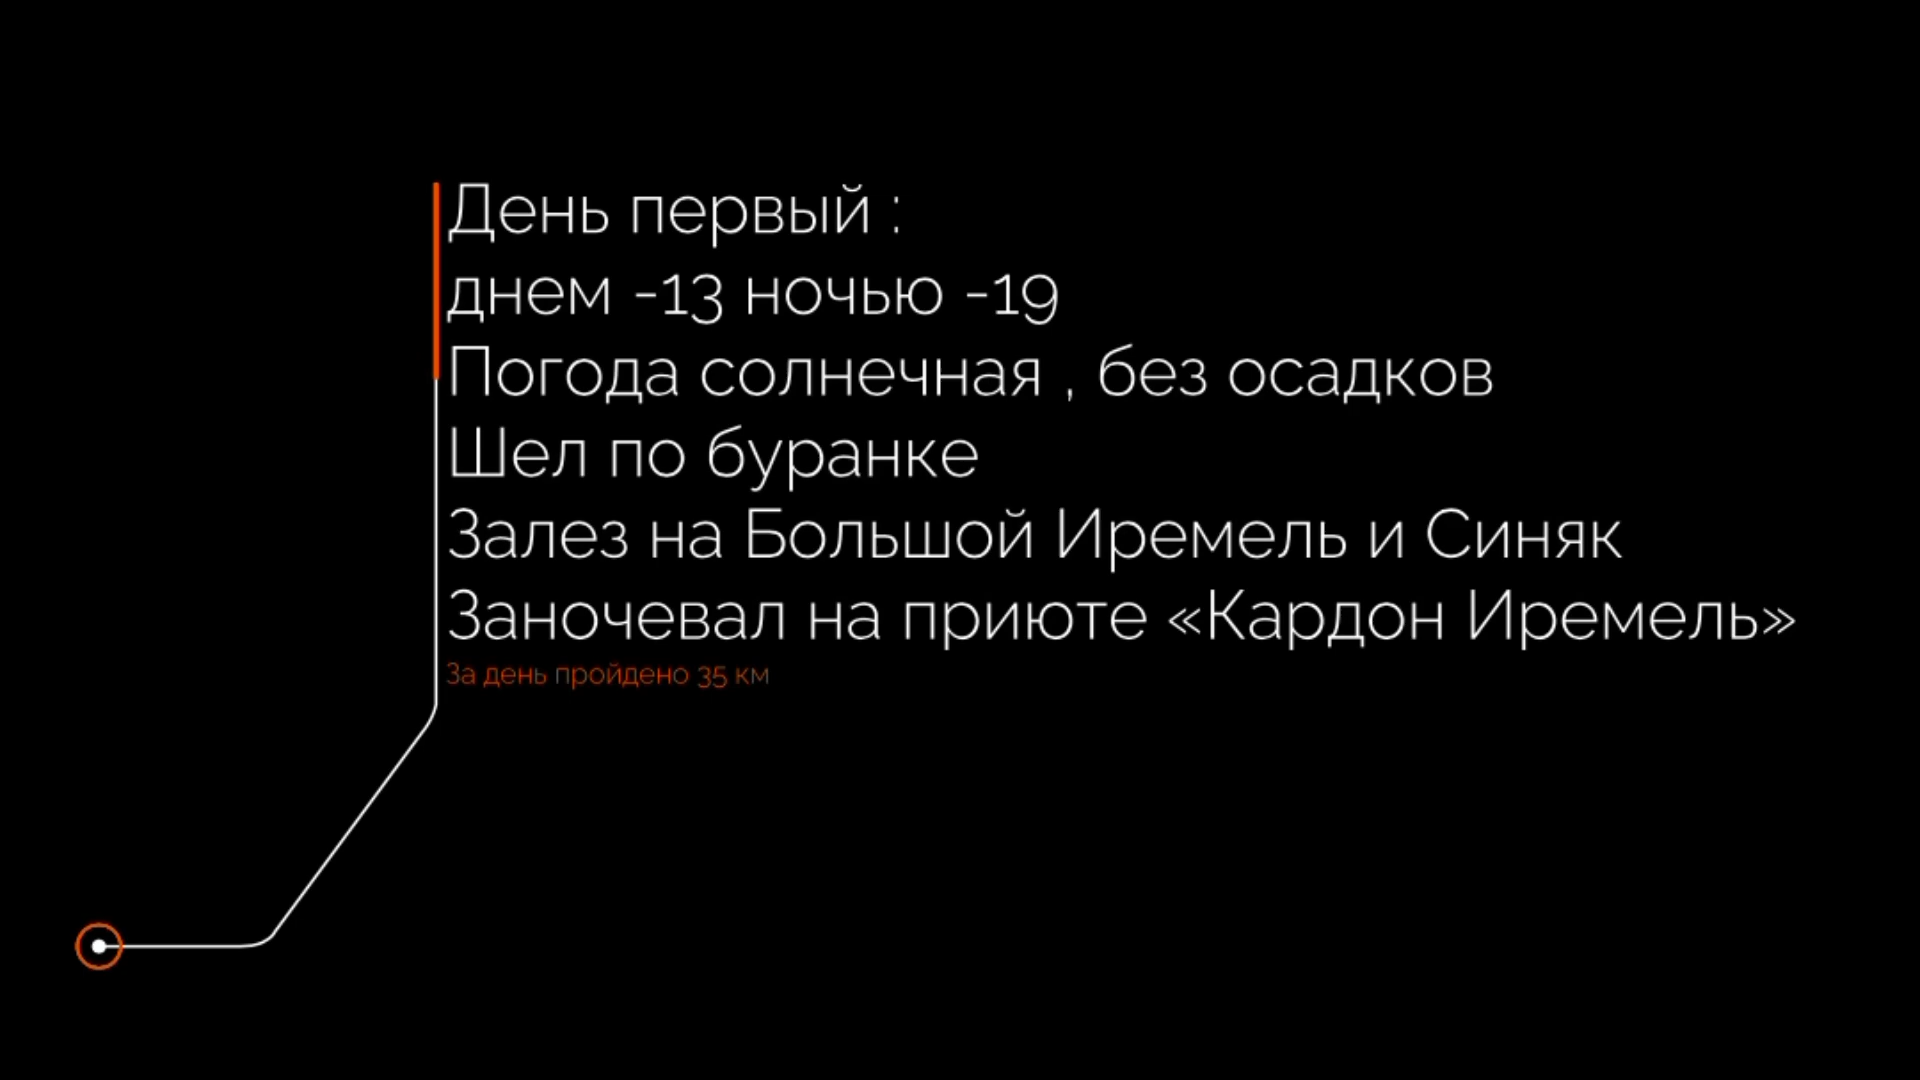 День первый :
днем -13 ночью -19
Погода солнечная , без осадков
Шел по буранке
Залез на Большой Иремель и Синяк
Заночевал на приюте «Кардон Иремель»
За день пройдено 35 км